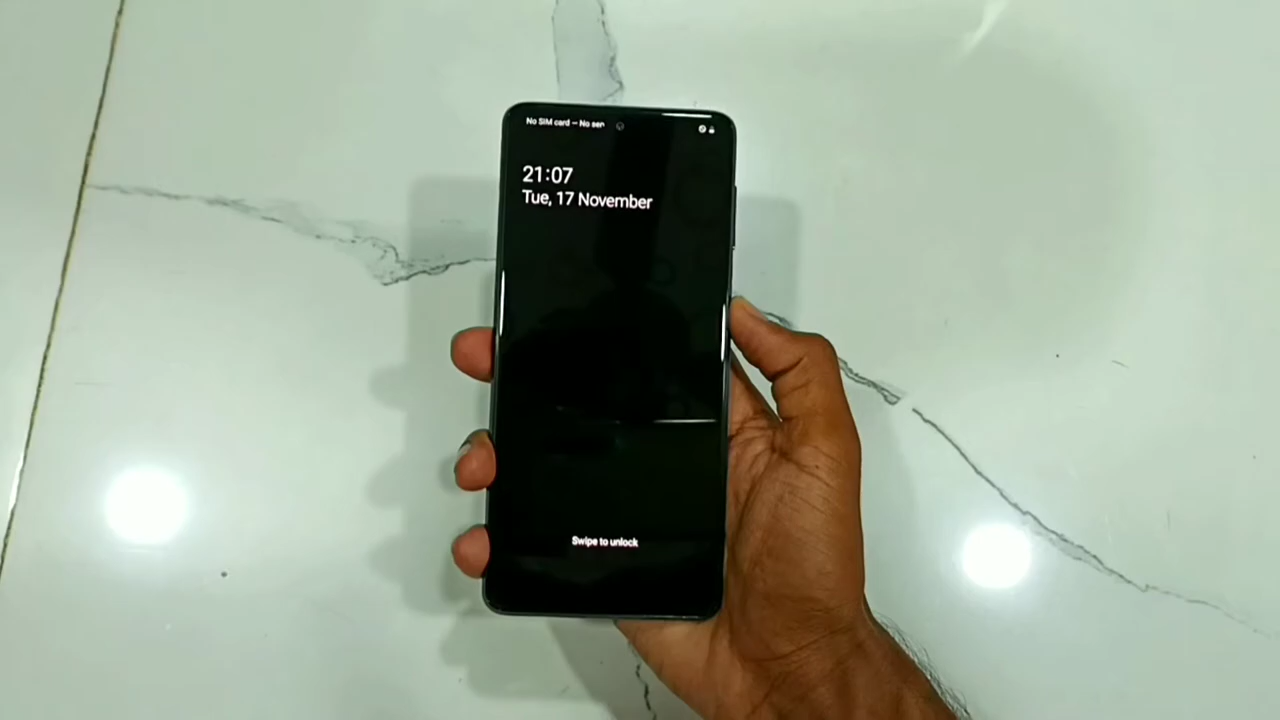 No SIM card – No ser
21:07
Tue, 17 November
Swipe to unlock